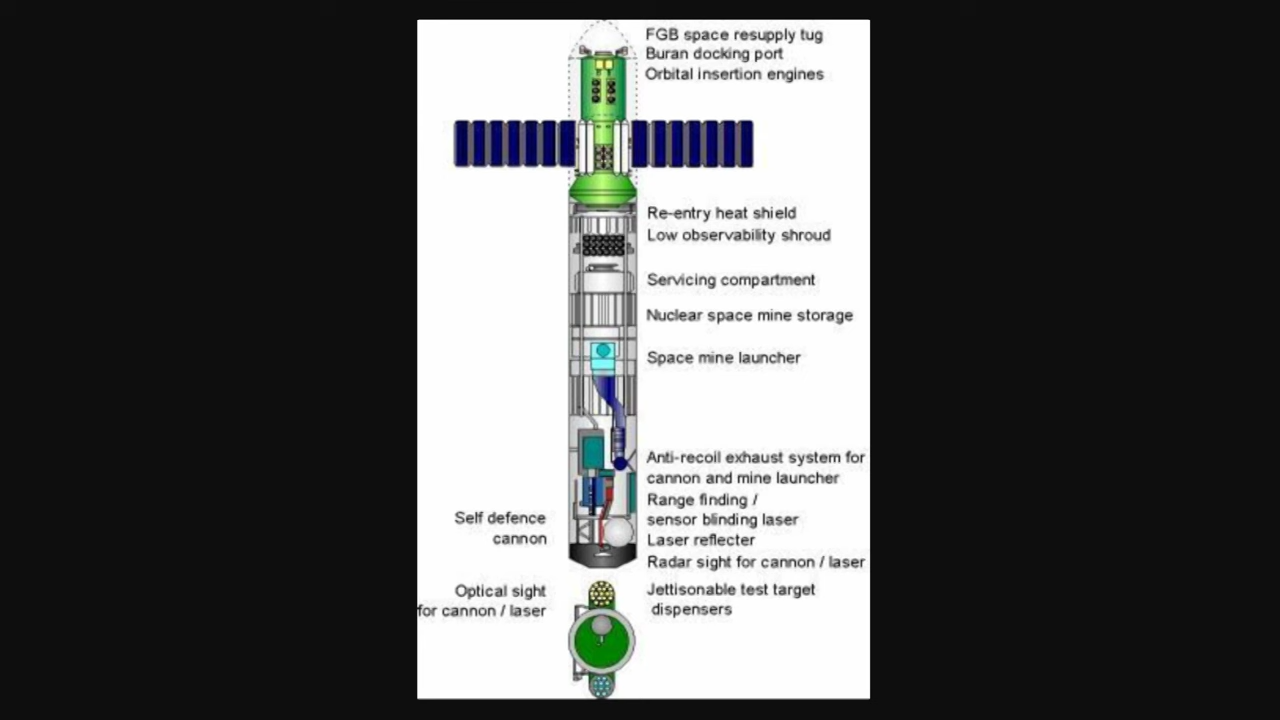 FGB space resupply tug
Buran docking port
Orbital insertion engines
Re-entry heat shield
Low observability shroud
Servicing compartment
Nuclear space mine storage
Space mine launcher
Anti-recoil exhaust system for
cannon and mine launcher
Range finding /
sensor blinding laser
Laser reflecter
Radar sight for cannon / laser
Self defence
cannon
Optical sight
for cannon / laser
Jettisonable test target
dispensers